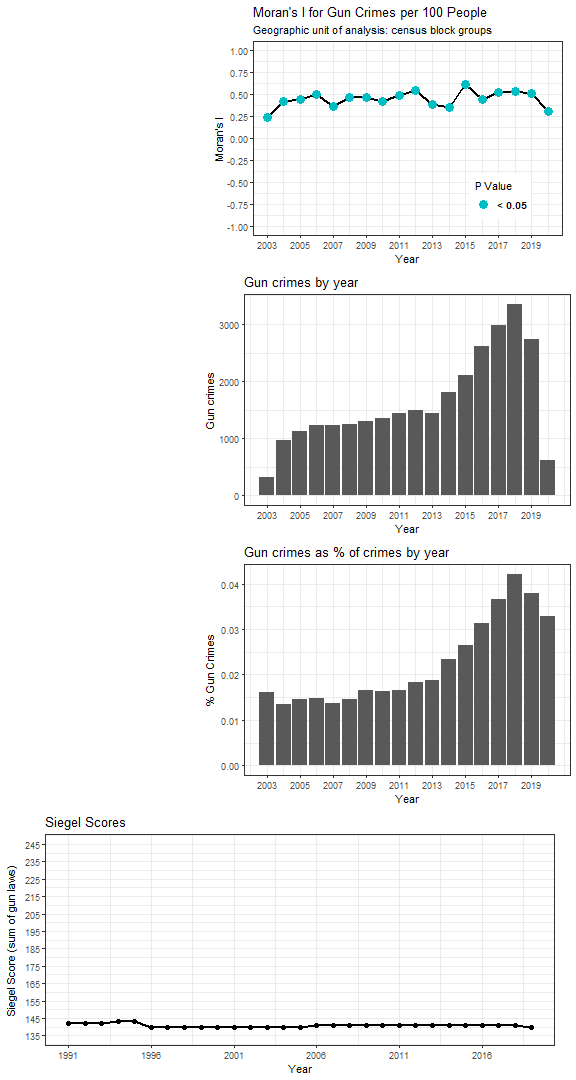 Moran's I for Gun Crimes per 100 People
Geographic unit of analysis: census block groups
1.00
0.75
0.50
0.25
0.00
-0.25
-0.50
-0.75
-1.00
Moran's I
P Value
< 0.05
2003 2005 2007 2009 2011 2013 2015 2017 2019
Year
Gun crimes by year
3000
2000
1000
0
Gun crimes
2003 2005 2007 2009 2011 2013 2015 2017 2019
Year
Gun crimes as % of crimes by year
0.04
0.03
0.02
0.01
0.00
% Gun Crimes
2003 2005 2007 2009 2011 2013 2015 2017 2019
Year
Siegel Scores
245
235
225
215
205
195
185
175
165
155
145
135
Siegel Score (sum of gun laws)
1991 1996 2001 2006 2011 2016
Year